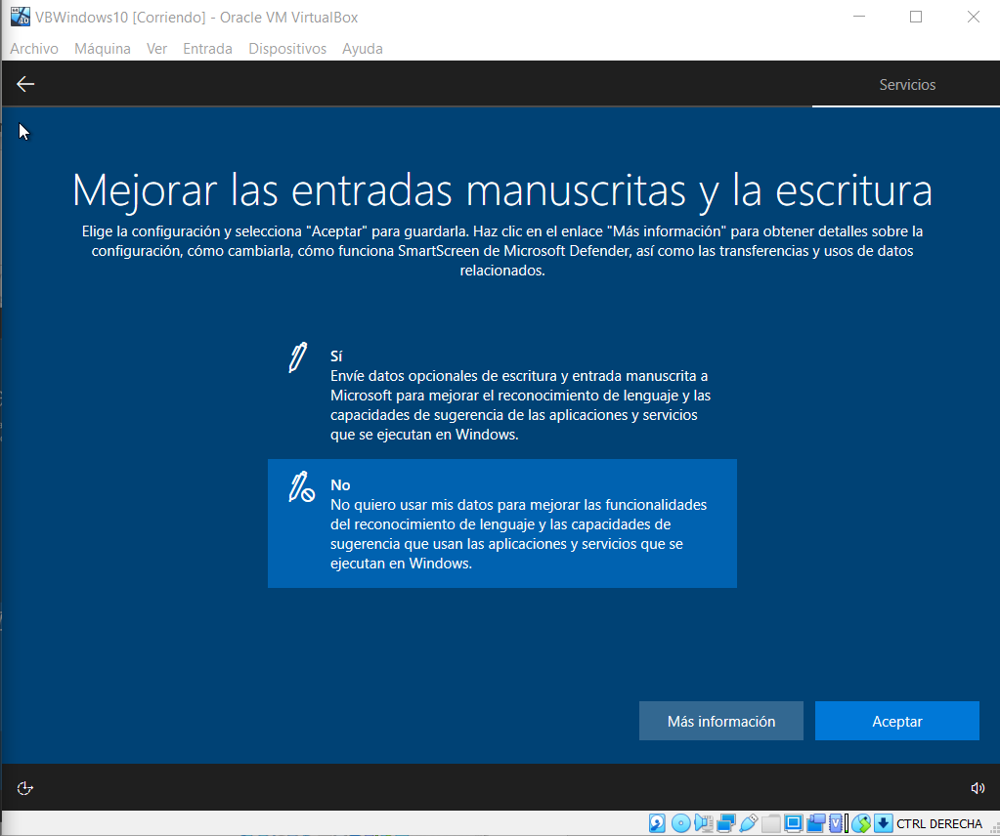 VBWindows10 [Corriendo] - Oracle VM VirtualBox
Archivo Máquina Ver Entrada Dispositivos Ayuda
Servicios
Mejorar las entradas manuscritas y la escritura
Elige la configuración y selecciona "Aceptar" para guardarla. Haz clic en el enlace "Más información" para obtener detalles sobre la
configuración, cómo cambiarla, cómo funciona SmartScreen de Microsoft Defender, así como las transferencias y usos de datos
relacionados.
Sí
Envíe datos opcionales de escritura y entrada manuscrita a
Microsoft para mejorar el reconocimiento de lenguaje y las
capacidades de sugerencia de las aplicaciones y servicios
que se ejecutan en Windows.
No
No quiero usar mis datos para mejorar las funcionalidades
del reconocimiento de lenguaje y las capacidades de
sugerencia que usan las aplicaciones y servicios que se
ejecutan en Windows.
Más información
Aceptar
CTRL DERECHA